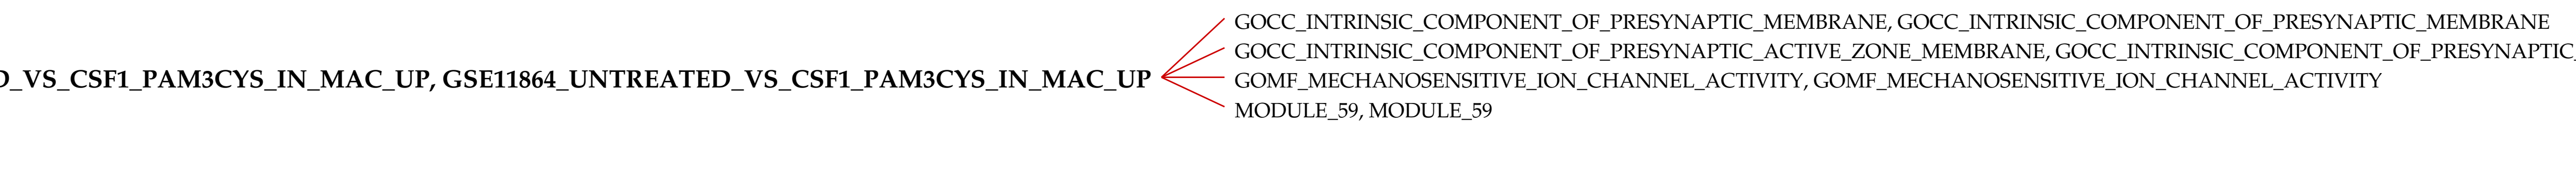 GOCC_INTRINSIC_COMPONENT_OF_PRESYNAPTIC_MEMBRANE, GOCC_INTRINSIC_COMPONENT_OF_PRESYNAPTIC_MEMBRANE
GOCC_INTRINSIC_COMPONENT_OF_PRESYNAPTIC_ACTIVE_ZONE_MEMBRANE, GOCC_INTRINSIC_COMPONENT_OF_PRESYNAPTIC_
D_VS_CSF1_PAM3CYS_IN_MAC_UP, GSE11864_UNTREATED_VS_CSF1_PAM3CYS_IN_MAC_UP
GOMF_MECHANOSENSITIVE_ION_CHANNEL_ACTIVITY, GOMF_MECHANOSENSITIVE_ION_CHANNEL_ACTIVITY
MODULE_59, MODULE_59